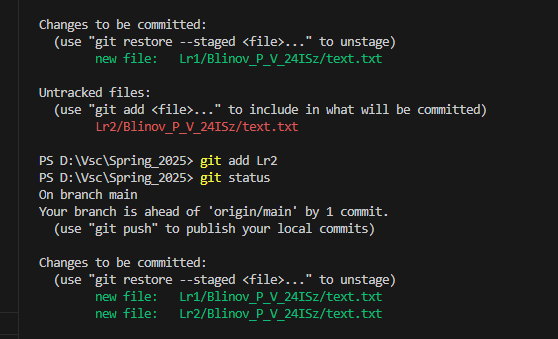 Changes to be committed:
  (use "git restore --staged <file>..." to unstage)
        new file:   Lr1/Blinov_P_V_24ISz/text.txt

Untracked files:
  (use "git add <file>..." to include in what will be committed)
        Lr2/Blinov_P_V_24ISz/text.txt

PS D:\Vsc\Spring_2025> git add Lr2
PS D:\Vsc\Spring_2025> git status
On branch main
Your branch is ahead of 'origin/main' by 1 commit.
  (use "git push" to publish your local commits)

Changes to be committed:
  (use "git restore --staged <file>..." to unstage)
        new file:   Lr1/Blinov_P_V_24ISz/text.txt
        new file:   Lr2/Blinov_P_V_24ISz/text.txt